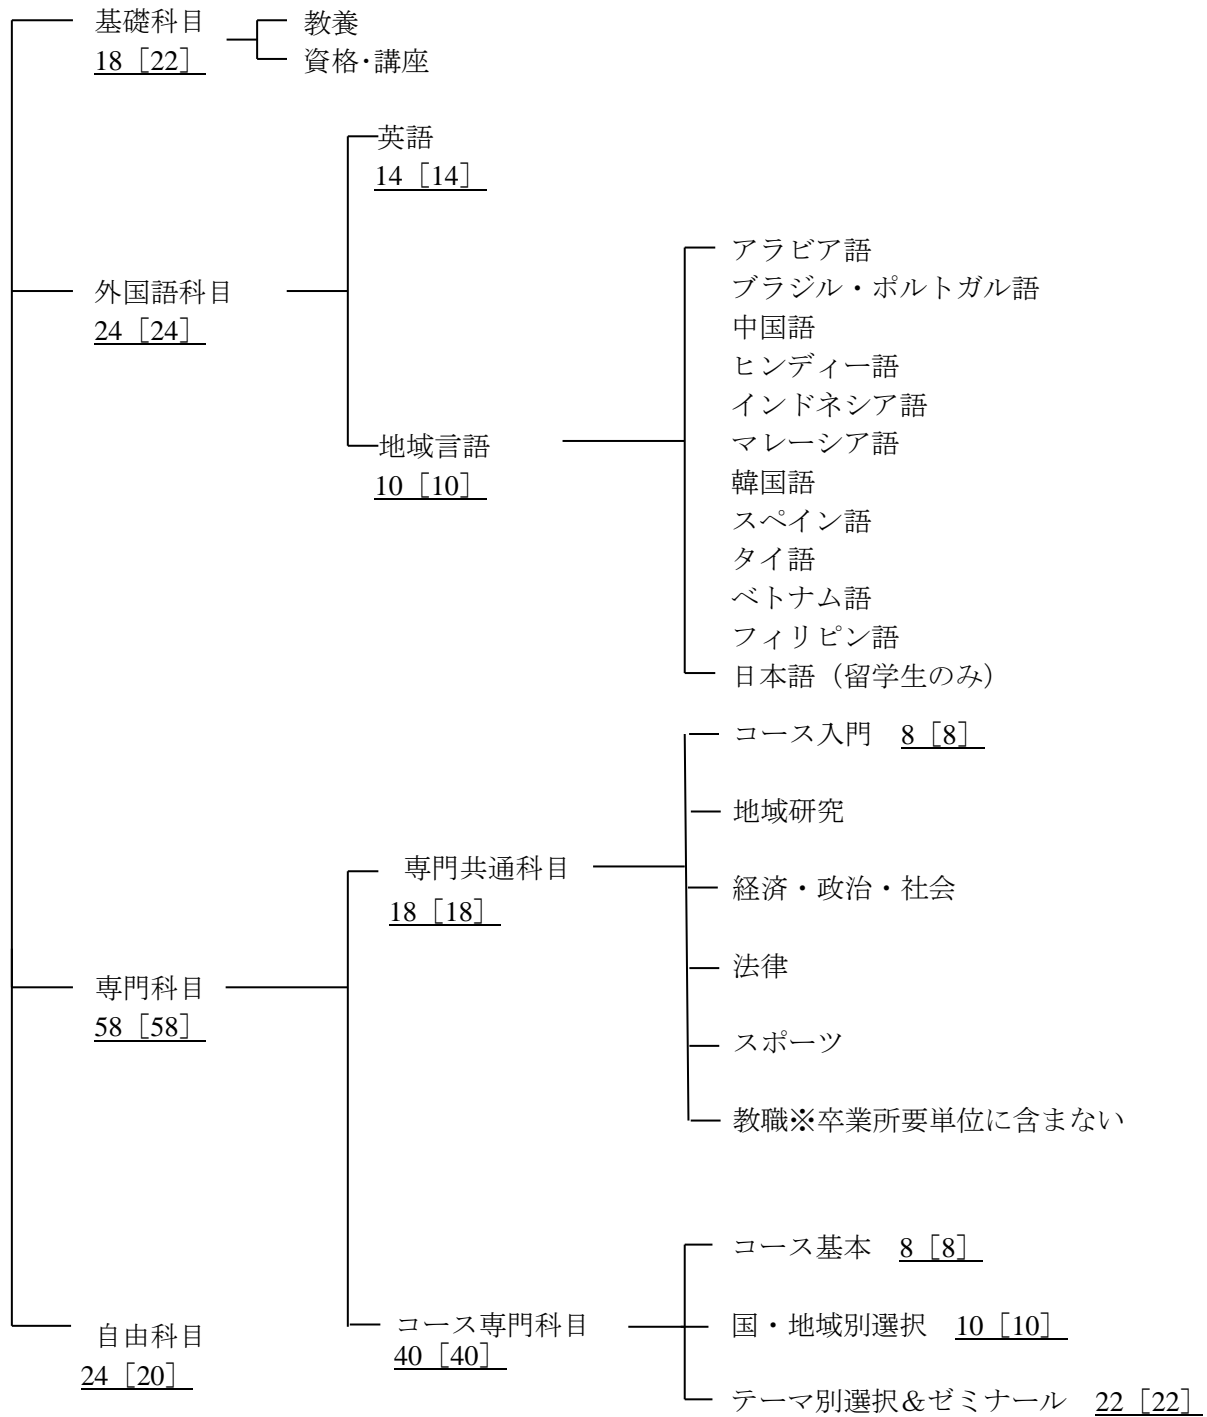 基礎科目
18［22］
教養
資格・講座
英語
14［14］
外国語科目
24［24］
地域言語
10［10］
アラビア語
ブラジル・ポルトガル語
中国語
ヒンディー語
インドネシア語
マレーシア語
韓国語
スペイン語
タイ語
ベトナム語
フィリピン語
日本語（留学生のみ）
専門科目
58［58］
専門共通科目
18［18］
コース入門 8［8］
地域研究
経済・政治・社会
法律
スポーツ
教職※卒業所要単位に含まない
コース専門科目
40［40］
コース基本 8［8］
国・地域別選択 10［10］
テーマ別選択＆ゼミナール 22［22］
自由科目
24［20］